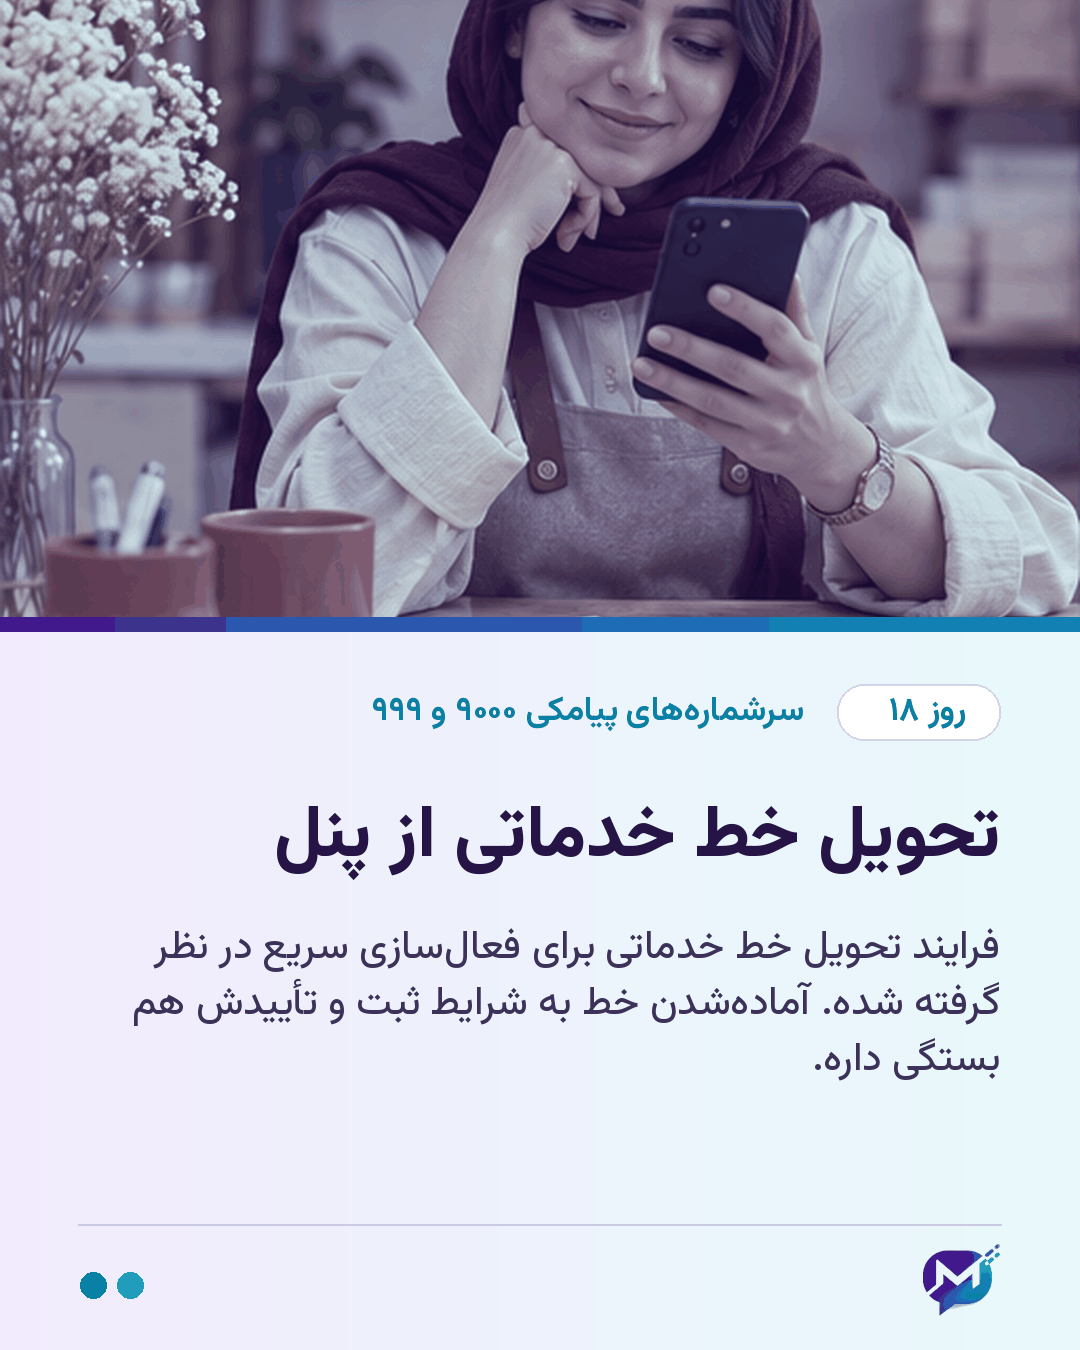 روز ۱۸
سرشماره‌های پیامکی ۹۰۰۰ و ۹۹۹
تحویل خط خدماتی از پنل
فرایند تحویل خط خدماتی برای فعال‌سازی سریع در نظر
گرفته شده. آماده‌شدن خط به شرایط ثبت و تأییدش هم
بستگی داره.
M